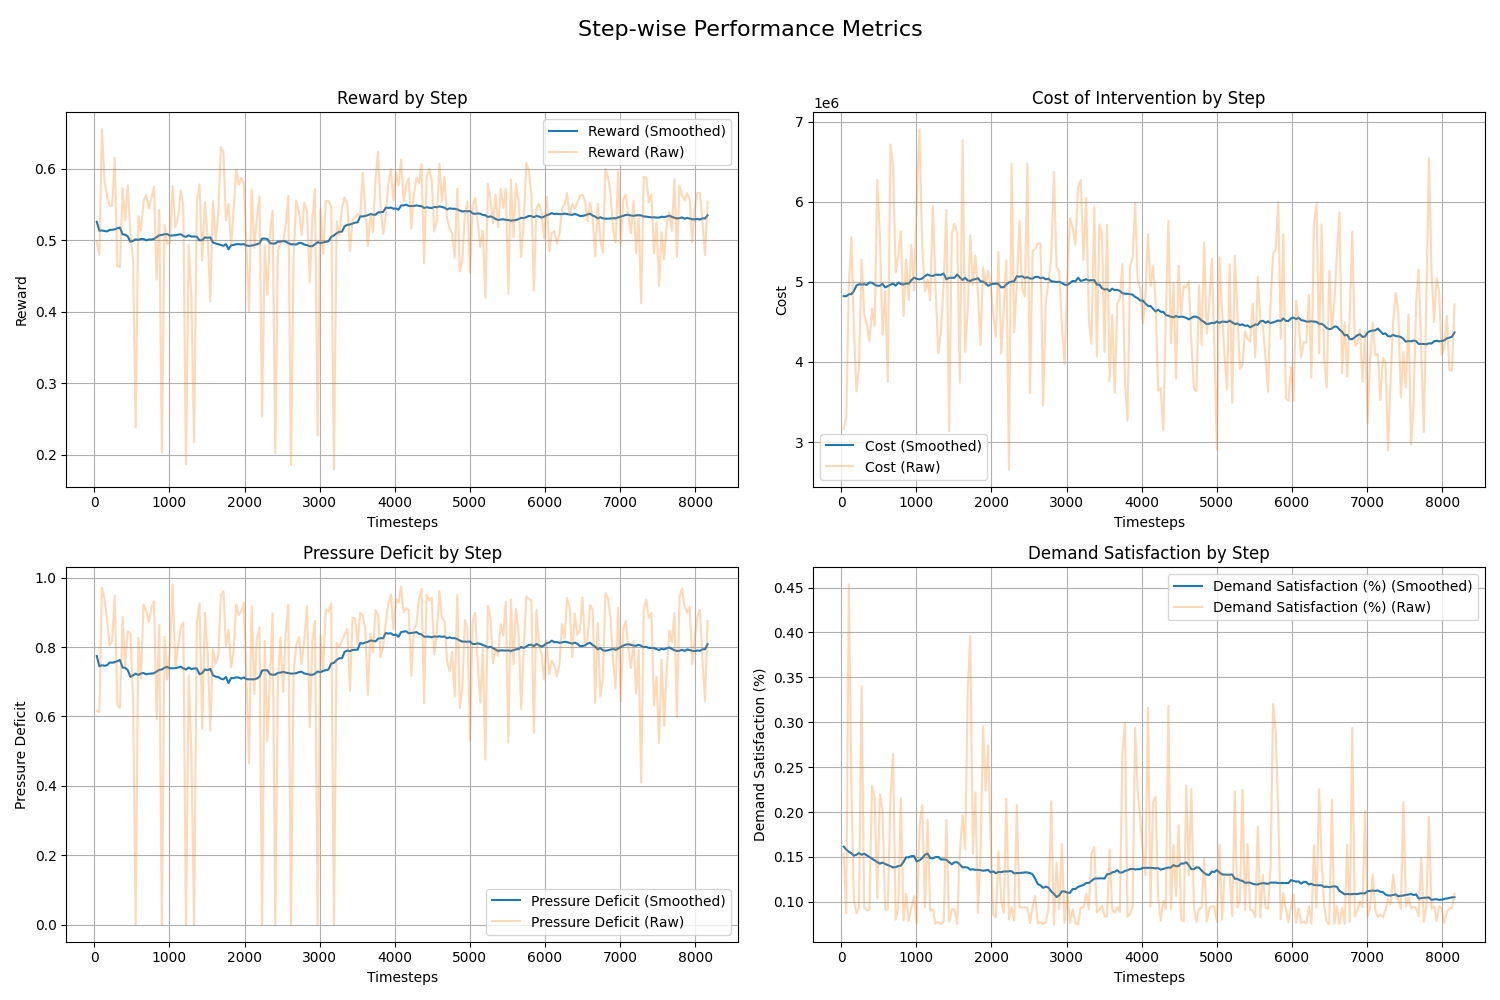 Step-wise Performance Metrics
Reward by Step
Reward
0.6
0.5
0.4
0.3
0.2
Reward (Smoothed)
Reward (Raw)
0 1000 2000 3000 4000 5000 6000 7000 8000
Timesteps
Cost of Intervention by Step
1e6
Cost
7
6
5
4
3
Cost (Smoothed)
Cost (Raw)
0 1000 2000 3000 4000 5000 6000 7000 8000
Timesteps
Pressure Deficit by Step
Pressure Deficit
1.0
0.8
0.6
0.4
0.2
0.0
Pressure Deficit (Smoothed)
Pressure Deficit (Raw)
0 1000 2000 3000 4000 5000 6000 7000 8000
Timesteps
Demand Satisfaction by Step
Demand Satisfaction (%)
0.45
0.40
0.35
0.30
0.25
0.20
0.15
0.10
Demand Satisfaction (%) (Smoothed)
Demand Satisfaction (%) (Raw)
0 1000 2000 3000 4000 5000 6000 7000 8000
Timesteps